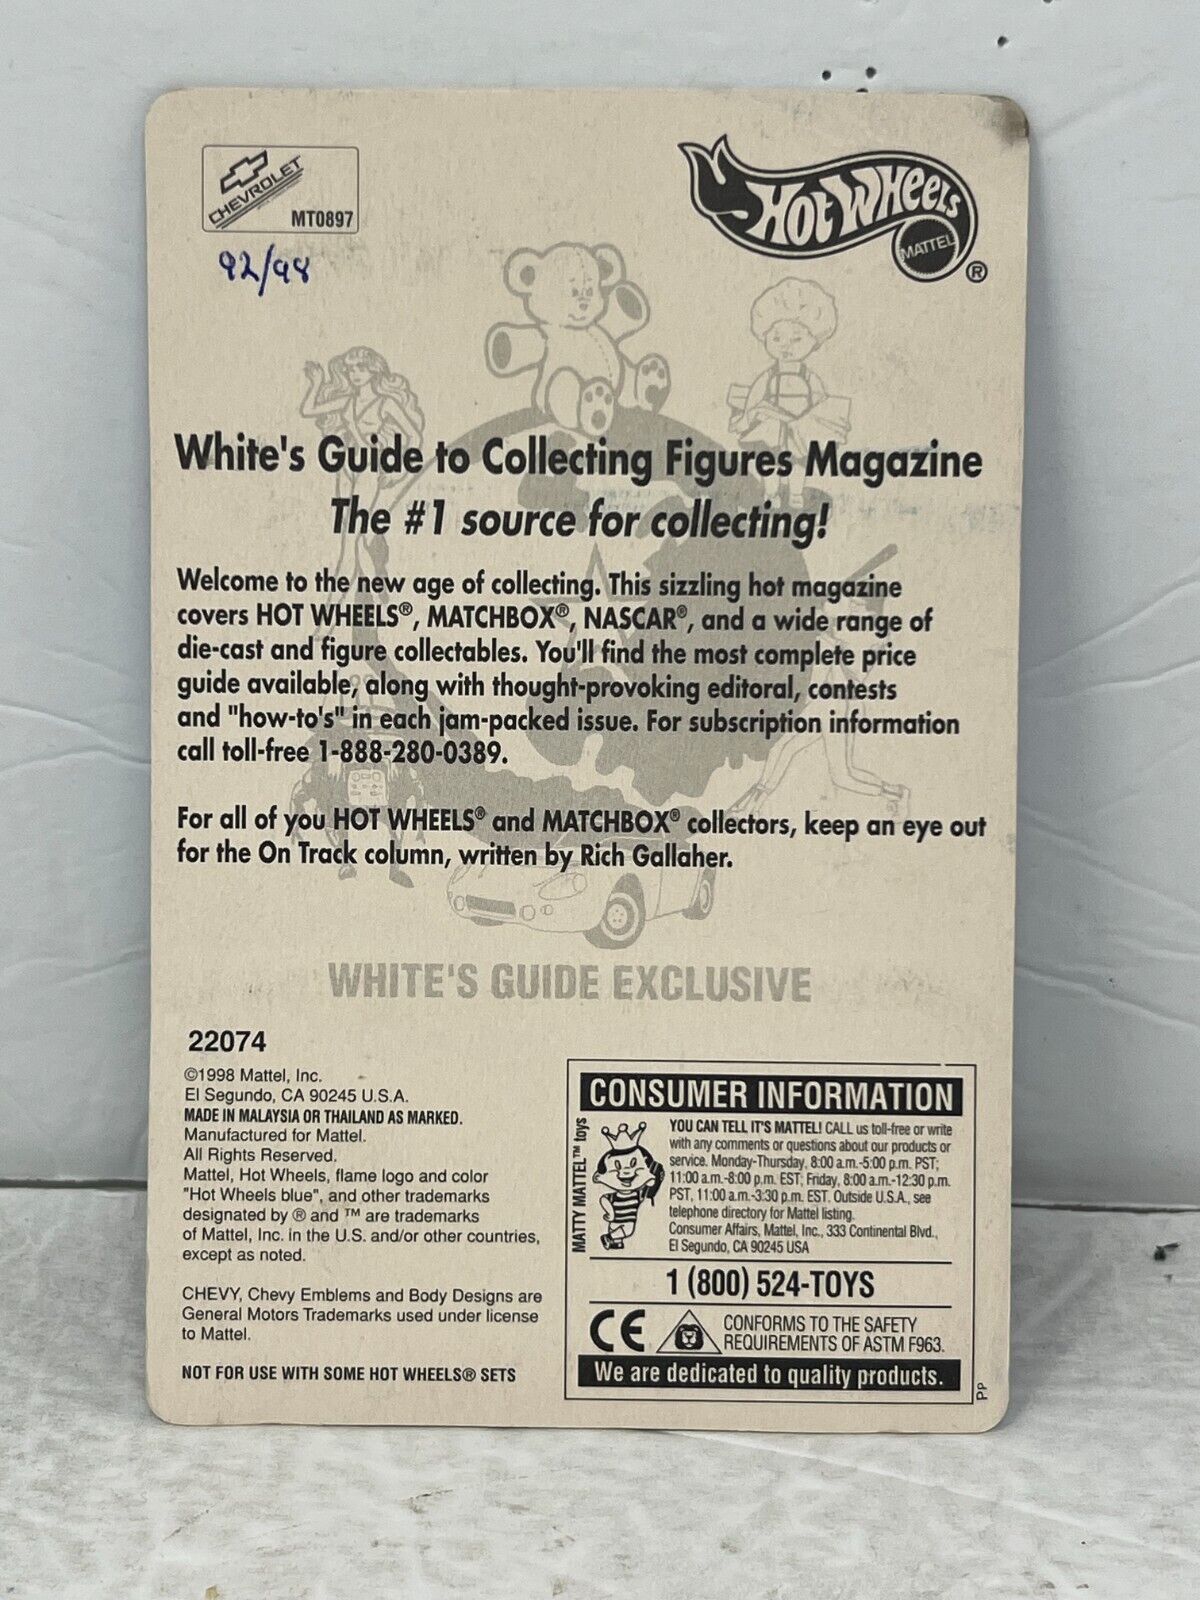 CHEVROLET
MT0897
92/98
HOT WHEELS
MATTEL
®
White's Guide to Collecting Figures Magazine
The #1 source for collecting!
Welcome to the new age of collecting. This sizzling hot magazine
covers HOT WHEELS®, MATCHBOX®, NASCAR®, and a wide range of
die-cast and figure collectables. You'll find the most complete price
guide available, along with thought-provoking editoral, contests
and "how-to's" in each jam-packed issue. For subscription information
call toll-free 1-888-280-0389.
For all of you HOT WHEELS® and MATCHBOX® collectors, keep an eye out
for the On Track column, written by Rich Gallaher.
WHITE'S GUIDE EXCLUSIVE
22074
©1998 Mattel, Inc.
El Segundo, CA 90245 U.S.A.
MADE IN MALAYSIA OR THAILAND AS MARKED.
Manufactured for Mattel.
All Rights Reserved.
Mattel, Hot Wheels, flame logo and color
"Hot Wheels blue", and other trademarks
designated by ® and ™ are trademarks
of Mattel, Inc. in the U.S. and/or other countries,
except as noted.
CHEVY, Chevy Emblems and Body Designs are
General Motors Trademarks used under license
to Mattel.
NOT FOR USE WITH SOME HOT WHEELS® SETS
CONSUMER INFORMATION
MATTY MATTEL™ toys
YOU CAN TELL IT'S MATTEL! CALL us toll-free or write
with any comments or questions about our products or
service. Monday-Thursday, 8:00 a.m.-5:00 p.m. PST;
11:00 a.m.-8:00 p.m. EST; Friday, 8:00 a.m.-12:30 p.m.
PST, 11:00 a.m.-3:30 p.m. EST. Outside U.S.A., see
telephone directory for Mattel listing.
Consumer Affairs, Mattel, Inc., 333 Continental Blvd.,
El Segundo, CA 90245 USA
1 (800) 524-TOYS
CE
CONFORMS TO THE SAFETY
REQUIREMENTS OF ASTM F963.
We are dedicated to quality products.
PP